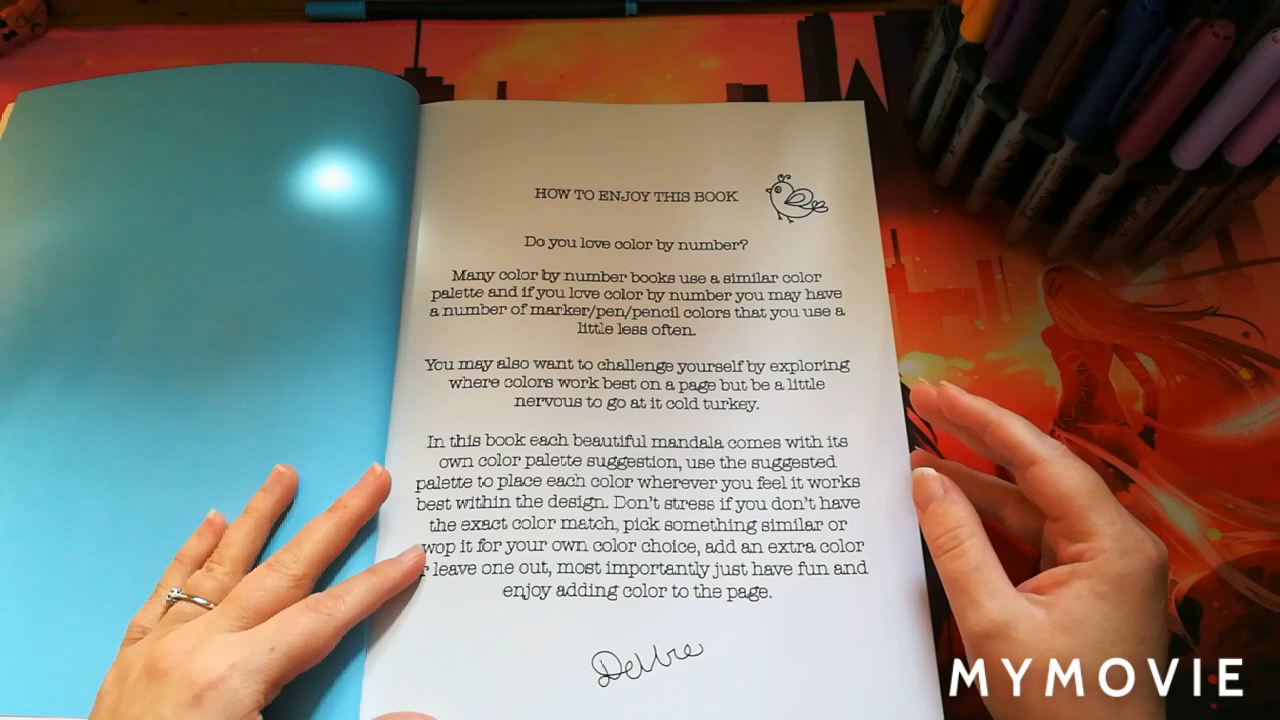 HOW TO ENJOY THIS BOOK
Do you love color by number?
Many color by number books use a similar color
palette and if you love color by number you may have
a number of marker/pen/pencil colors that you use a
little less often.
You may also want to challenge yourself by exploring
where colors work best on a page but be a little
nervous to go at it cold turkey.
In this book each beautiful mandala comes with its
own color palette suggestion, use the suggested
palette to place each color wherever you feel it works
best within the design. Don't stress if you don't have
the exact color match, pick something similar or
wop it for your own color choice, add an extra color
r leave one out, most importantly just have fun and
enjoy adding color to the page.
Debbie
MYMOVIE